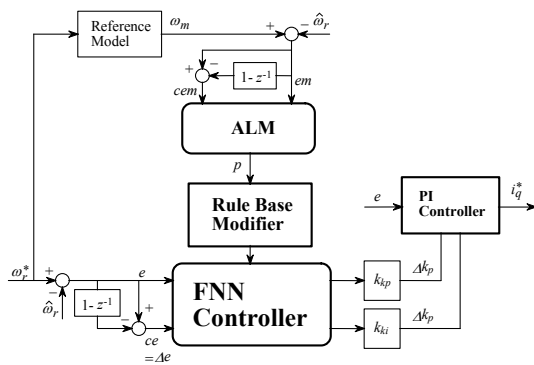 Reference
Model
ω_m
+
−
ω̂_r
+
−
1- z⁻¹
cem
em
ALM
p
Rule Base
Modifier
e
PI
Controller
i_q^*
ω_r^*
+
−
ω̂_r
1- z⁻¹
e
+
−
ce
=Δe
FNN
Controller
k_kp
Δk_p
k_ki
Δk_p